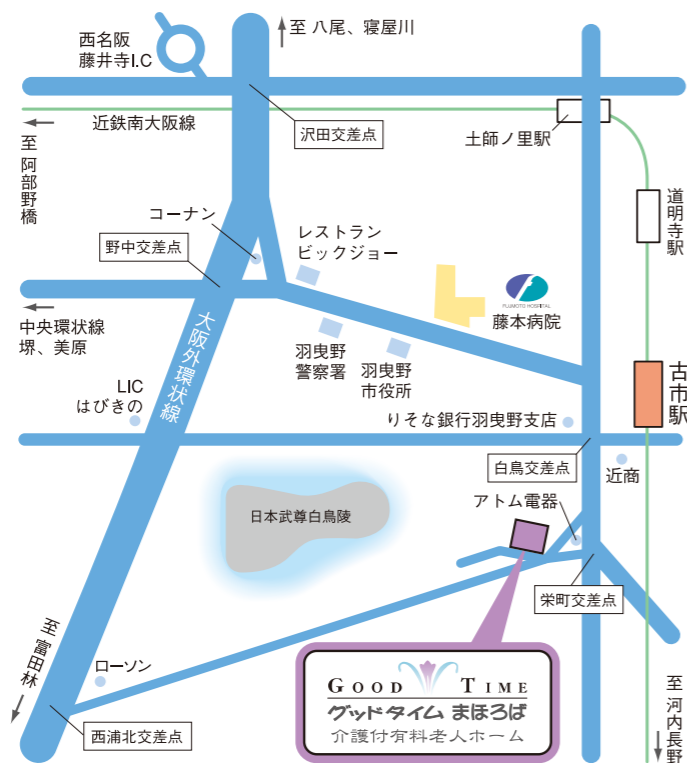 至 八尾、寝屋川
西名阪
藤井寺I.C
近鉄南大阪線
沢田交差点
土師ノ里駅
至 阿部野橋
道明寺駅
コーナン
レストラン
ビックジョー
野中交差点
FUJIMOTO HOSPITAL
藤本病院
中央環状線
堺、美原
大阪外環状線
羽曳野
警察署
羽曳野
市役所
古市駅
LIC
はびきの
りそな銀行羽曳野支店
白鳥交差点
近商
アトム電器
日本武尊白鳥陵
栄町交差点
至 富田林
ローソン
西浦北交差点
GOOD TIME
グッドタイム まほろば
介護付有料老人ホーム
至 河内長野